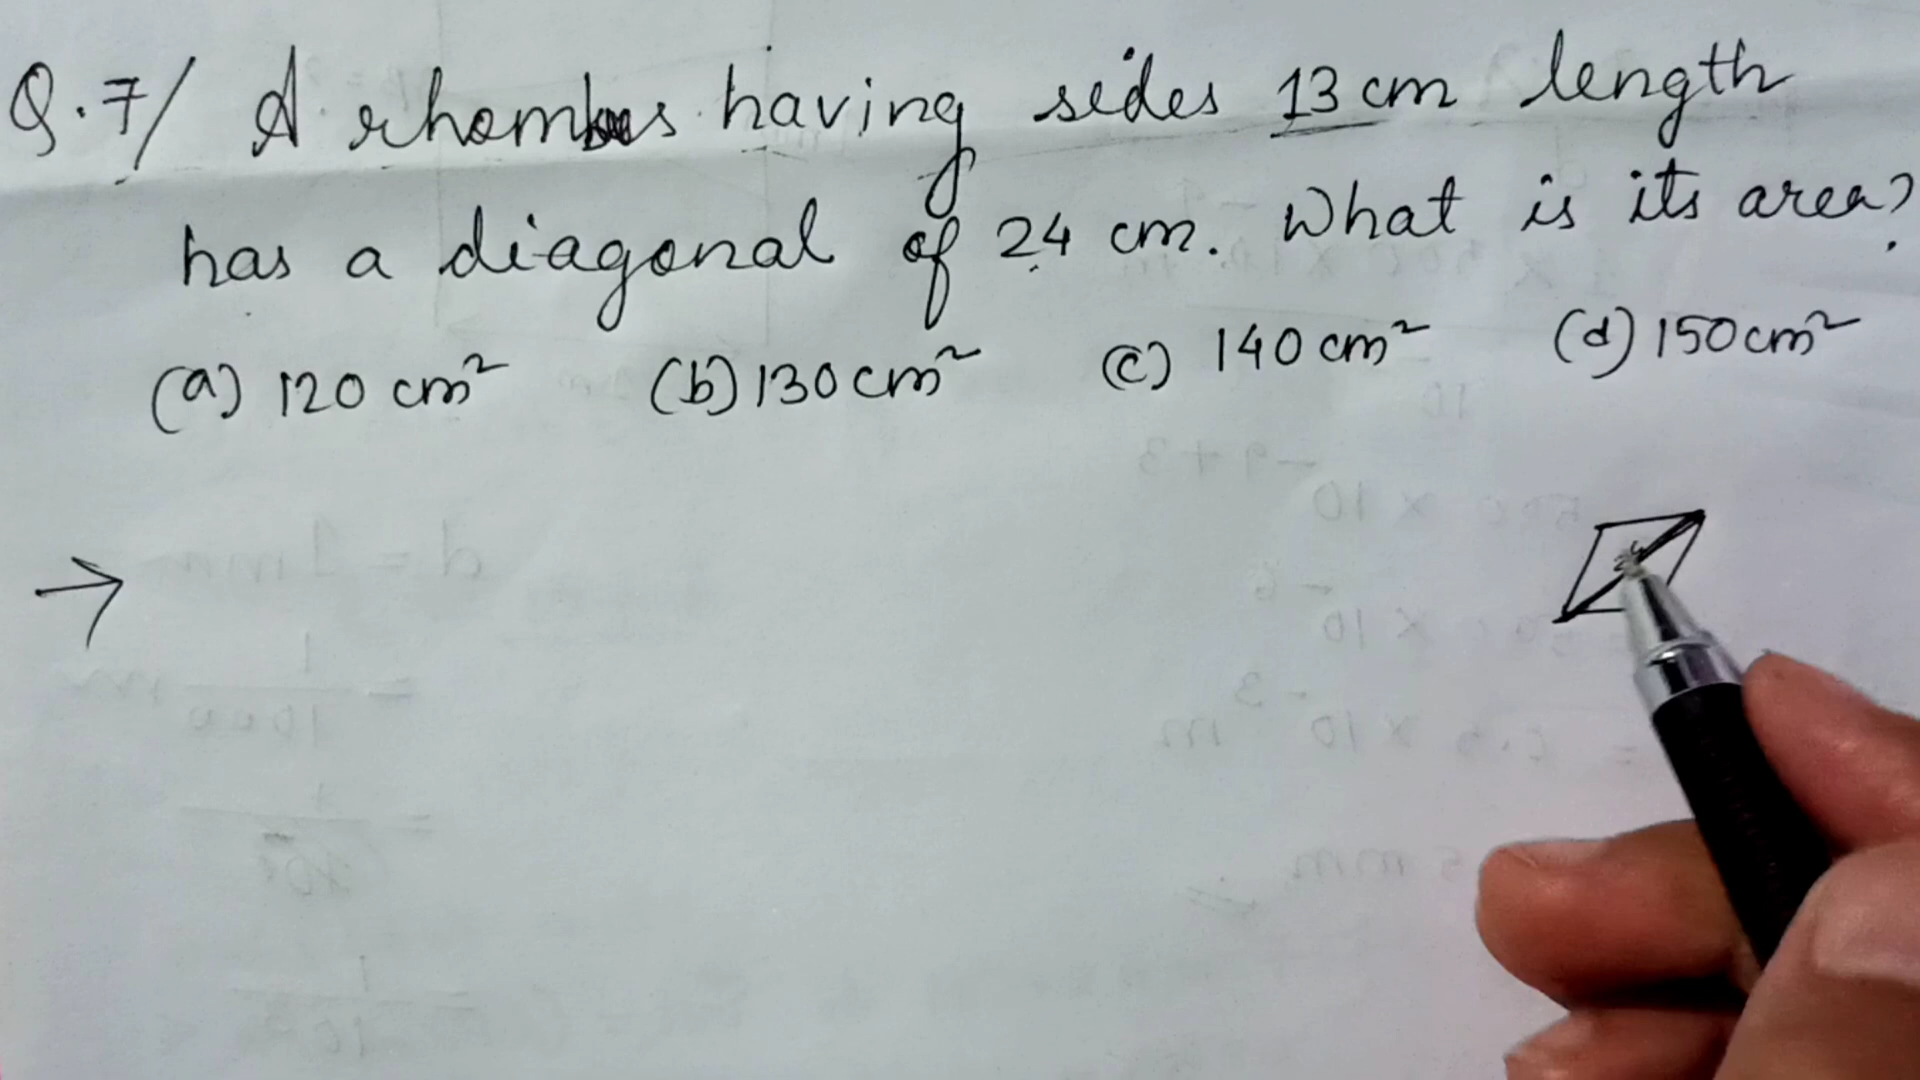 Q.7/ A rhombus having sides 13 cm length
has a diagonal of 24 cm. What is its area?
(a) 120 cm² (b) 130 cm² (c) 140 cm² (d) 150 cm²
→
24